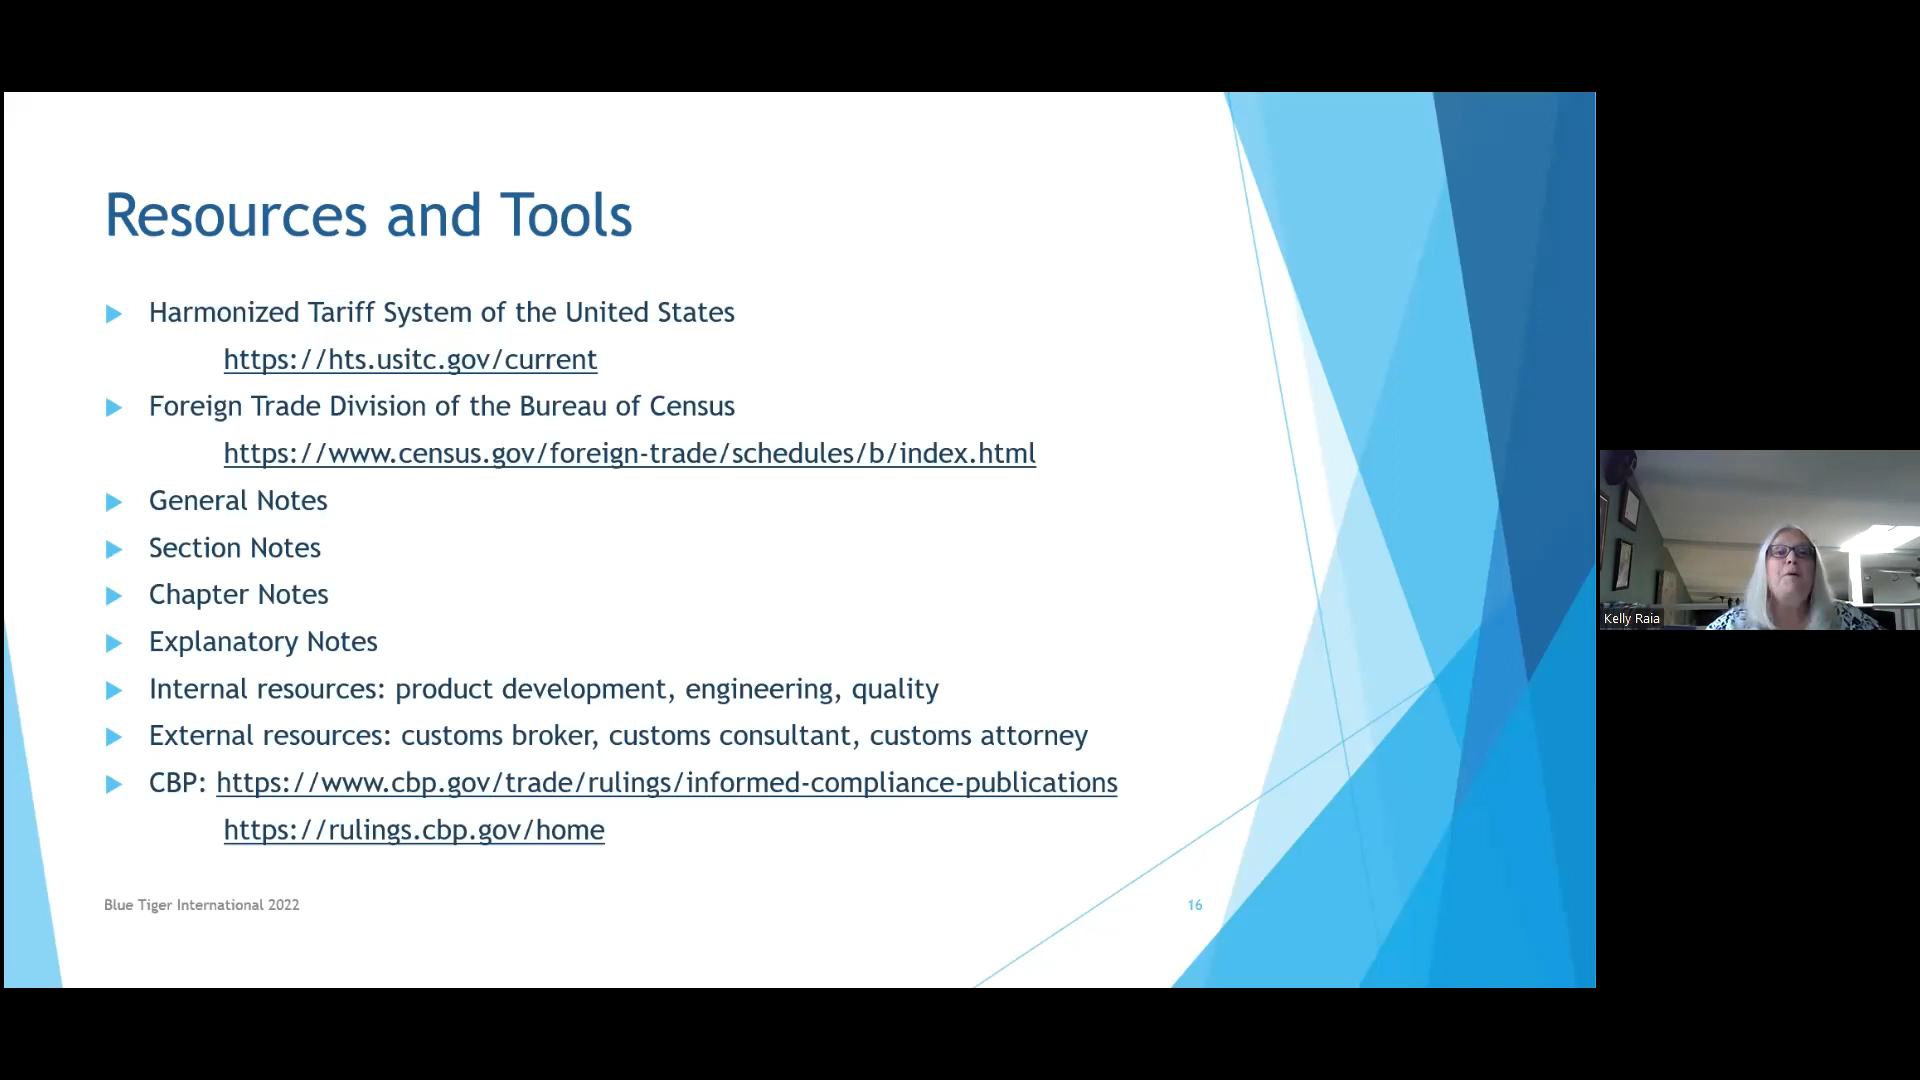 Resources and Tools
Harmonized Tariff System of the United States
https://hts.usitc.gov/current
Foreign Trade Division of the Bureau of Census
https://www.census.gov/foreign-trade/schedules/b/index.html
General Notes
Section Notes
Chapter Notes
Explanatory Notes
Internal resources: product development, engineering, quality
External resources: customs broker, customs consultant, customs attorney
CBP: https://www.cbp.gov/trade/rulings/informed-compliance-publications
https://rulings.cbp.gov/home
Blue Tiger International 2022
16
Kelly Raia